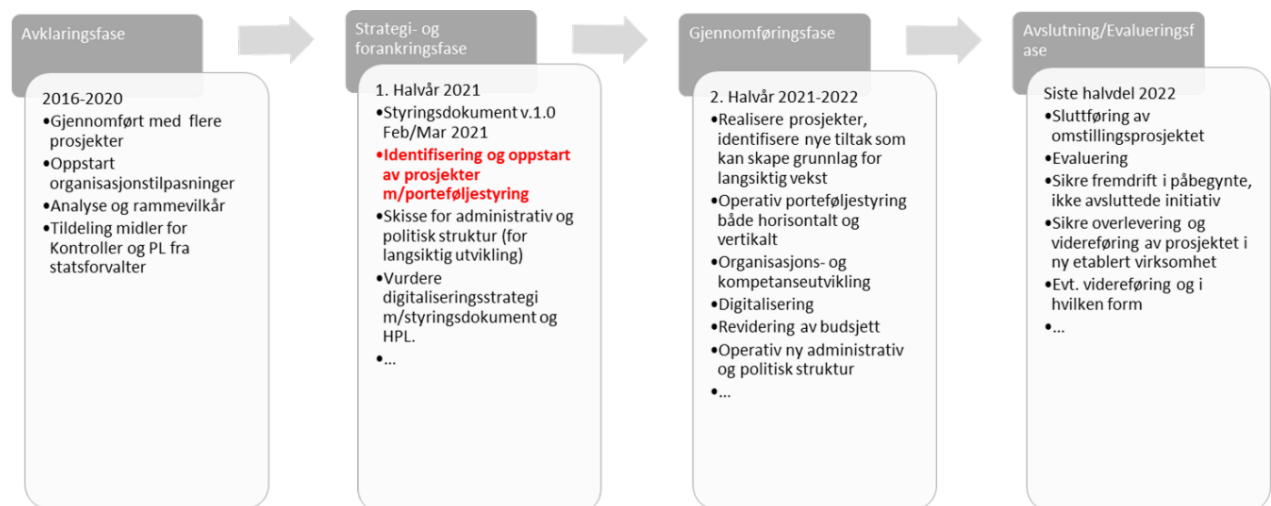 Avklaringsfase
2016-2020
•Gjennomført med flere
prosjekter
•Oppstart
organisasjonstilpasninger
•Analyse og rammevilkår
•Tildeling midler for
Kontroller og PL fra
statsforvalter
Strategi- og
forankringsfase
1. Halvår 2021
•Styringsdokument v.1.0
Feb/Mar 2021
•Identifisering og oppstart
av prosjekter
m/porteføljestyring
•Skisse for administrativ og
politisk struktur (for
langsiktig utvikling)
•Vurdere
digitaliseringsstrategi
m/styringsdokument og
HPL.
•...
Gjennomføringsfase
2. Halvår 2021-2022
•Realisere prosjekter,
identifisere nye tiltak som
kan skape grunnlag for
langsiktig vekst
•Operativ porteføljestyring
både horisontalt og
vertikalt
•Organisasjons- og
kompetanseutvikling
•Digitalisering
•Revidering av budsjett
•Operativ ny administrativ
og politisk struktur
•...
Avslutning/Evalueringsf
ase
Siste halvdel 2022
•Sluttføring av
omstillingsprosjektet
•Evaluering
•Sikre fremdrift i påbegynte,
ikke avsluttede initiativ
•Sikre overlevering og
videreføring av prosjektet i
ny etablert virksomhet
•Evt. videreføring og i
hvilken form
•...